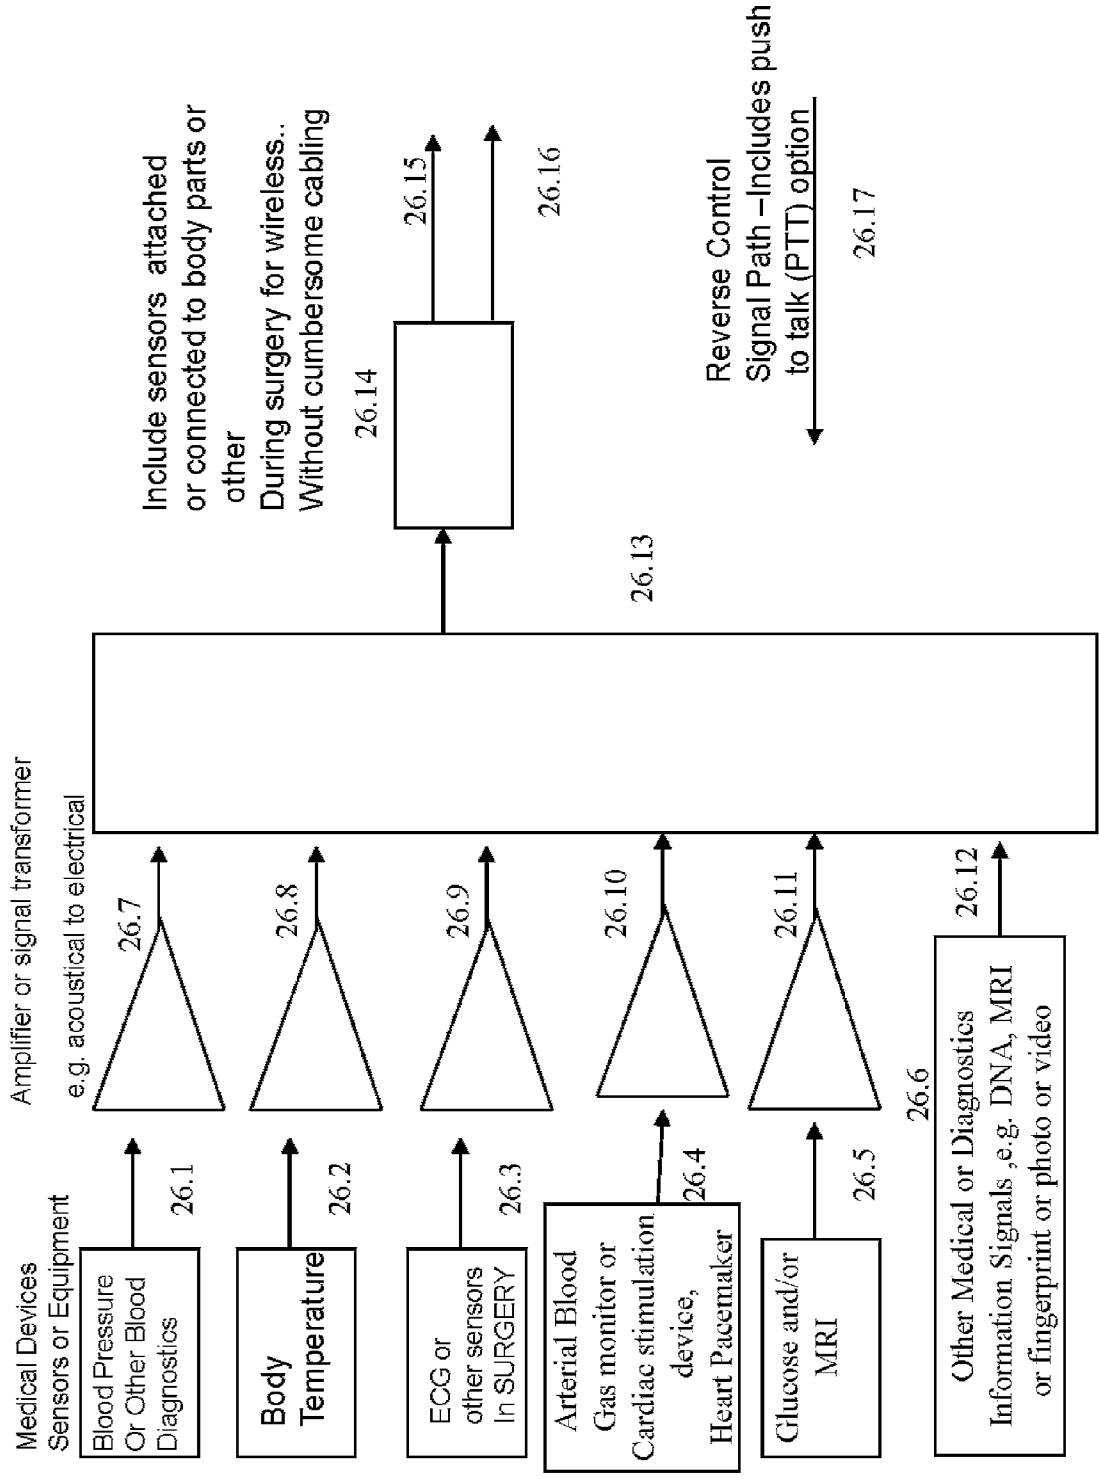 Medical Devices
Sensors or Equipment
Blood Pressure
Or Other Blood
Diagnostics
26.1
Body
Temperature
26.2
ECG or
other sensors
In SURGERY
26.3
Arterial Blood
Gas monitor or
Cardiac stimulation
device,
Heart Pacemaker
26.4
Glucose and/or
MRI
26.5
26.6
Other Medical or Diagnostics
Information Signals ,e.g. DNA, MRI
or fingerprint or photo or video
Amplifier or signal transformer
e.g. acoustical to electrical
26.7
26.8
26.9
26.10
26.11
26.12
26.13
Include sensors attached
or connected to body parts or
other
During surgery for wireless..
Without cumbersome cabling
26.14
26.15
26.16
Reverse Control
Signal Path –Includes push
to talk (PTT) option
26.17